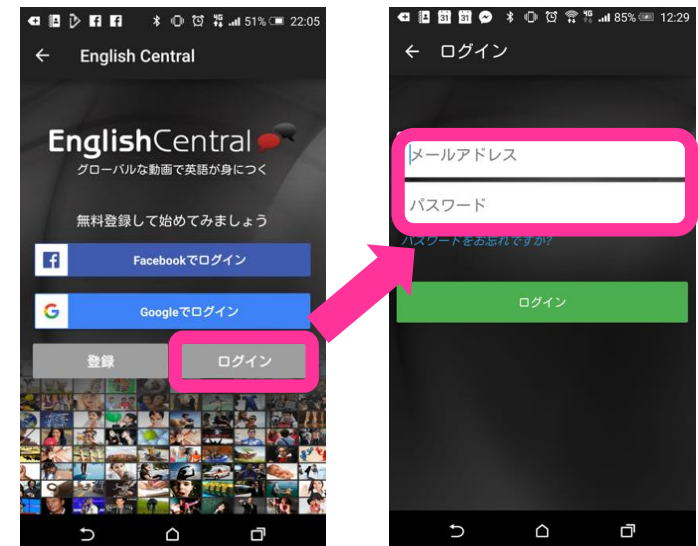 51% 22:05
English Central
EnglishCentral
グローバルな動画で英語が身につく
無料登録して始めてみましょう
Facebookでログイン
Googleでログイン
登録
ログイン
31 31 4G 85% 12:29
ログイン
メールアドレス
パスワード
パスワードをお忘れですか?
ログイン